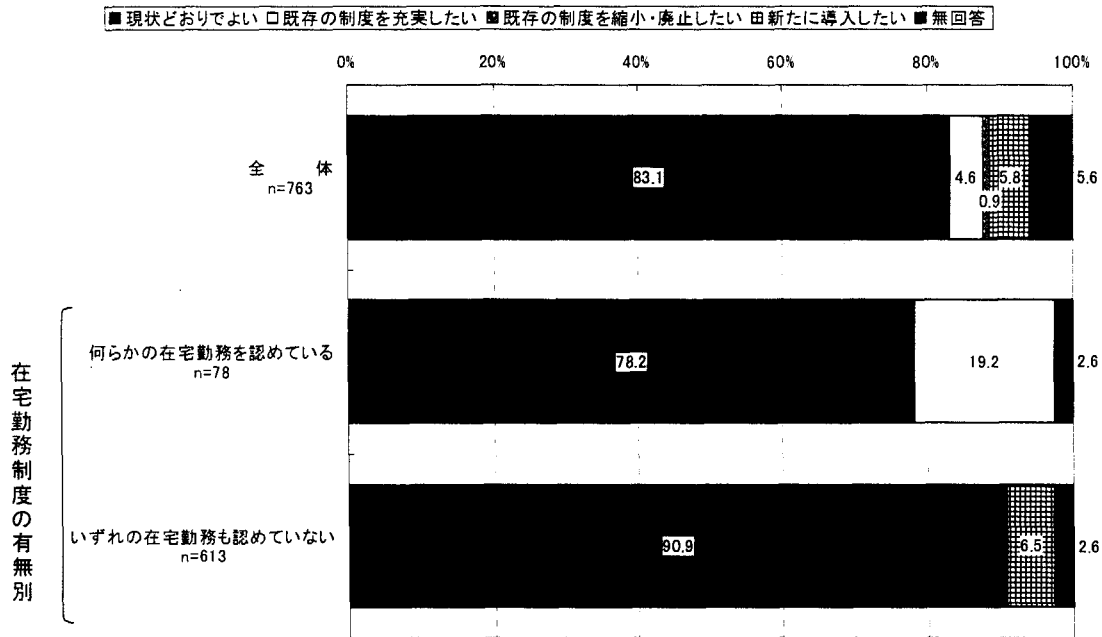 ■現状どおりでよい □既存の制度を充実したい ▩既存の制度を縮小・廃止したい ⊞新たに導入したい ■無回答
0% 20% 40% 60% 80% 100%
全 体
n=763
83.1 4.6 0.9 5.8 5.6
在宅勤務制度の有無別
何らかの在宅勤務を認めている
n=78
78.2 19.2 2.6
いずれの在宅勤務も認めていない
n=613
90.9 6.5 2.6